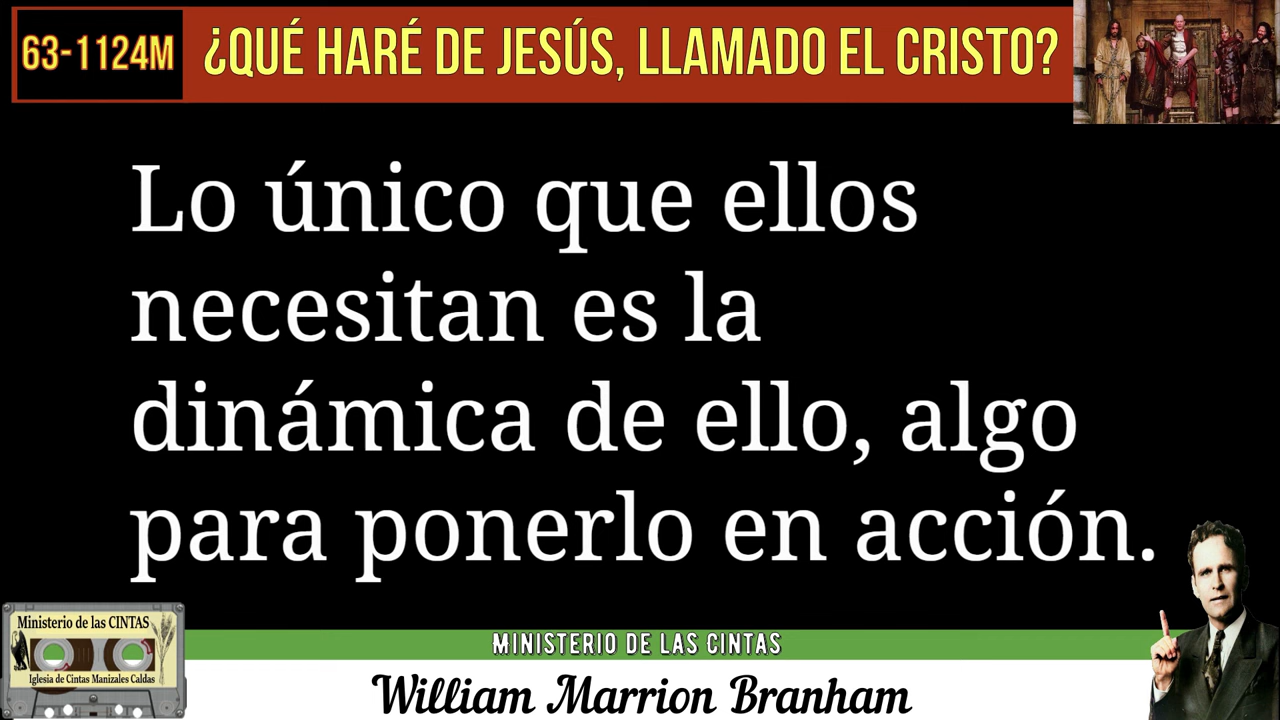 63-1124M
¿QUÉ HARÉ DE JESÚS, LLAMADO EL CRISTO?
Lo único que ellos
necesitan es la
dinámica de ello, algo
para ponerlo en acción.
Ministerio de las CINTAS
Iglesia de Cintas Manizales Caldas
MINISTERIO DE LAS CINTAS
William Marrion Branham